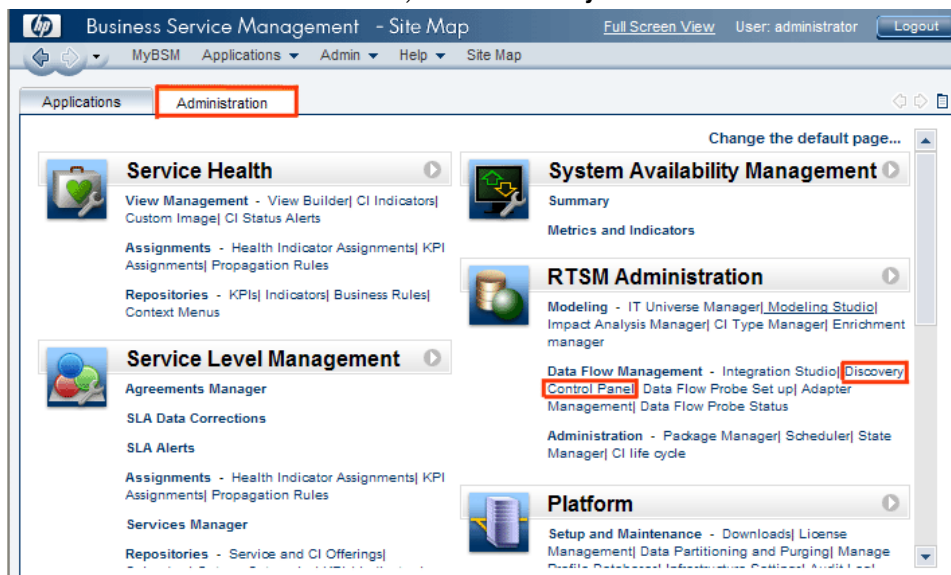 hp Business Service Management - Site Map Full Screen View User: administrator Logout
MyBSM Applications Admin Help Site Map
Applications Administration
Change the default page...
Service Health
View Management - View Builder| CI Indicators|
Custom Image| CI Status Alerts
Assignments - Health Indicator Assignments| KPI
Assignments| Propagation Rules
Repositories - KPIs| Indicators| Business Rules|
Context Menus
Service Level Management
Agreements Manager
SLA Data Corrections
SLA Alerts
Assignments - Health Indicator Assignments| KPI
Assignments| Propagation Rules
Services Manager
Repositories - Service and CI Offerings|
System Availability Management
Summary
Metrics and Indicators
RTSM Administration
Modeling - IT Universe Manager| Modeling Studio|
Impact Analysis Manager| CI Type Manager| Enrichment
manager
Data Flow Management - Integration Studio| Discovery
Control Panel| Data Flow Probe Set up| Adapter
Management| Data Flow Probe Status
Administration - Package Manager| Scheduler| State
Manager| CI life cycle
Platform
Setup and Maintenance - Downloads| License
Management| Data Partitioning and Purging| Manage